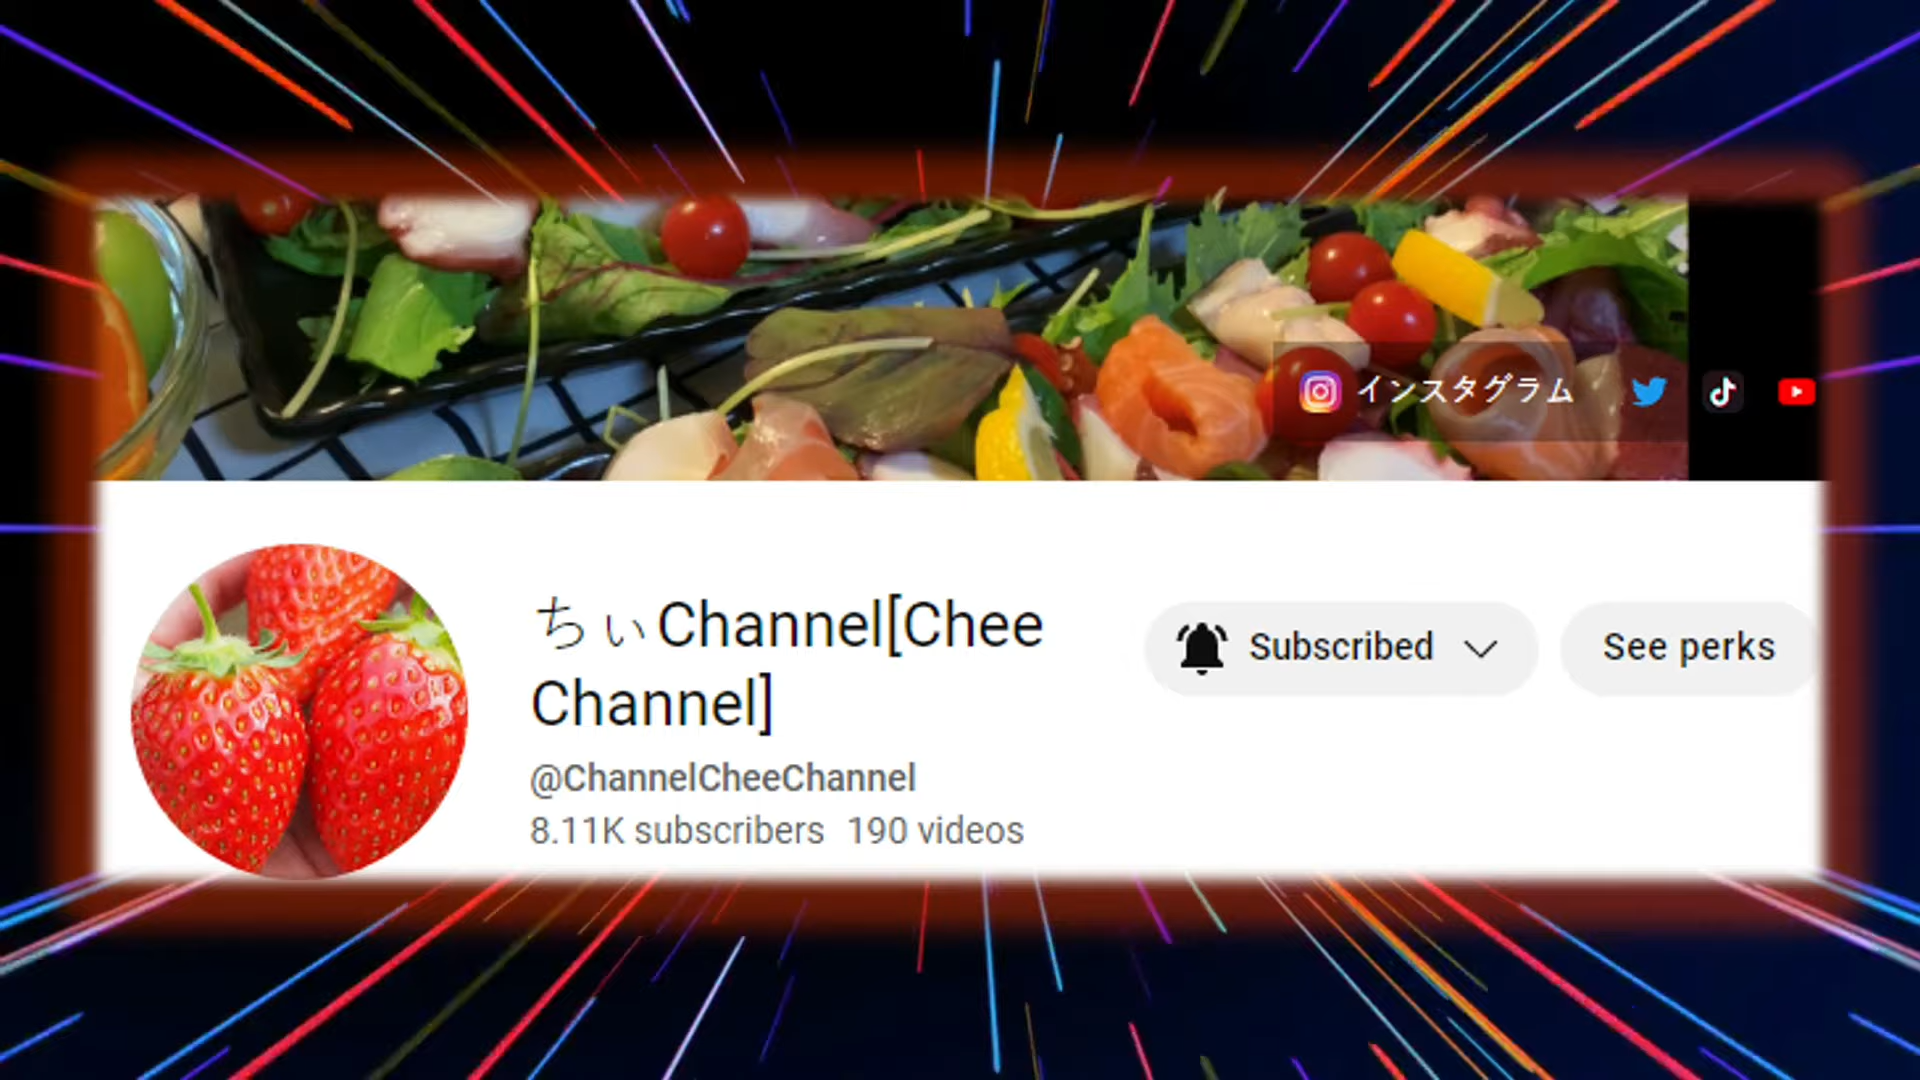 インスタグラム
ちぃChannel[Chee
Channel]
Subscribed
See perks
@ChannelCheeChannel
8.11K subscribers 190 videos